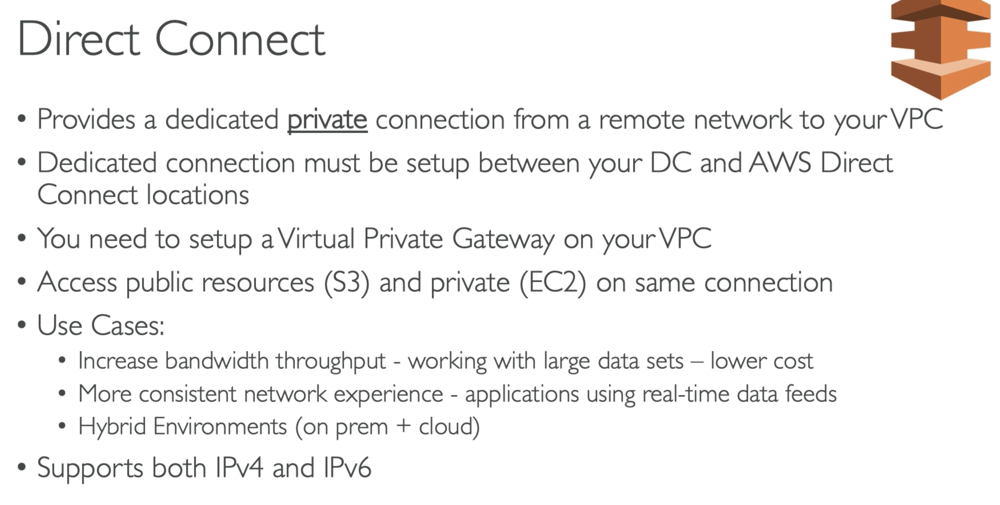 Direct Connect
• Provides a dedicated private connection from a remote network to your VPC
• Dedicated connection must be setup between your DC and AWS Direct
Connect locations
• You need to setup a Virtual Private Gateway on your VPC
• Access public resources (S3) and private (EC2) on same connection
• Use Cases:
• Increase bandwidth throughput - working with large data sets – lower cost
• More consistent network experience - applications using real-time data feeds
• Hybrid Environments (on prem + cloud)
• Supports both IPv4 and IPv6